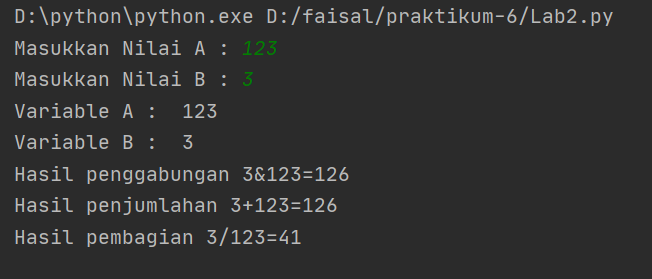 D:\python\python.exe D:/faisal/praktikum-6/Lab2.py
Masukkan Nilai A : 123
Masukkan Nilai B : 3
Variable A :  123
Variable B :  3
Hasil penggabungan 3&123=126
Hasil penjumlahan 3+123=126
Hasil pembagian 3/123=41